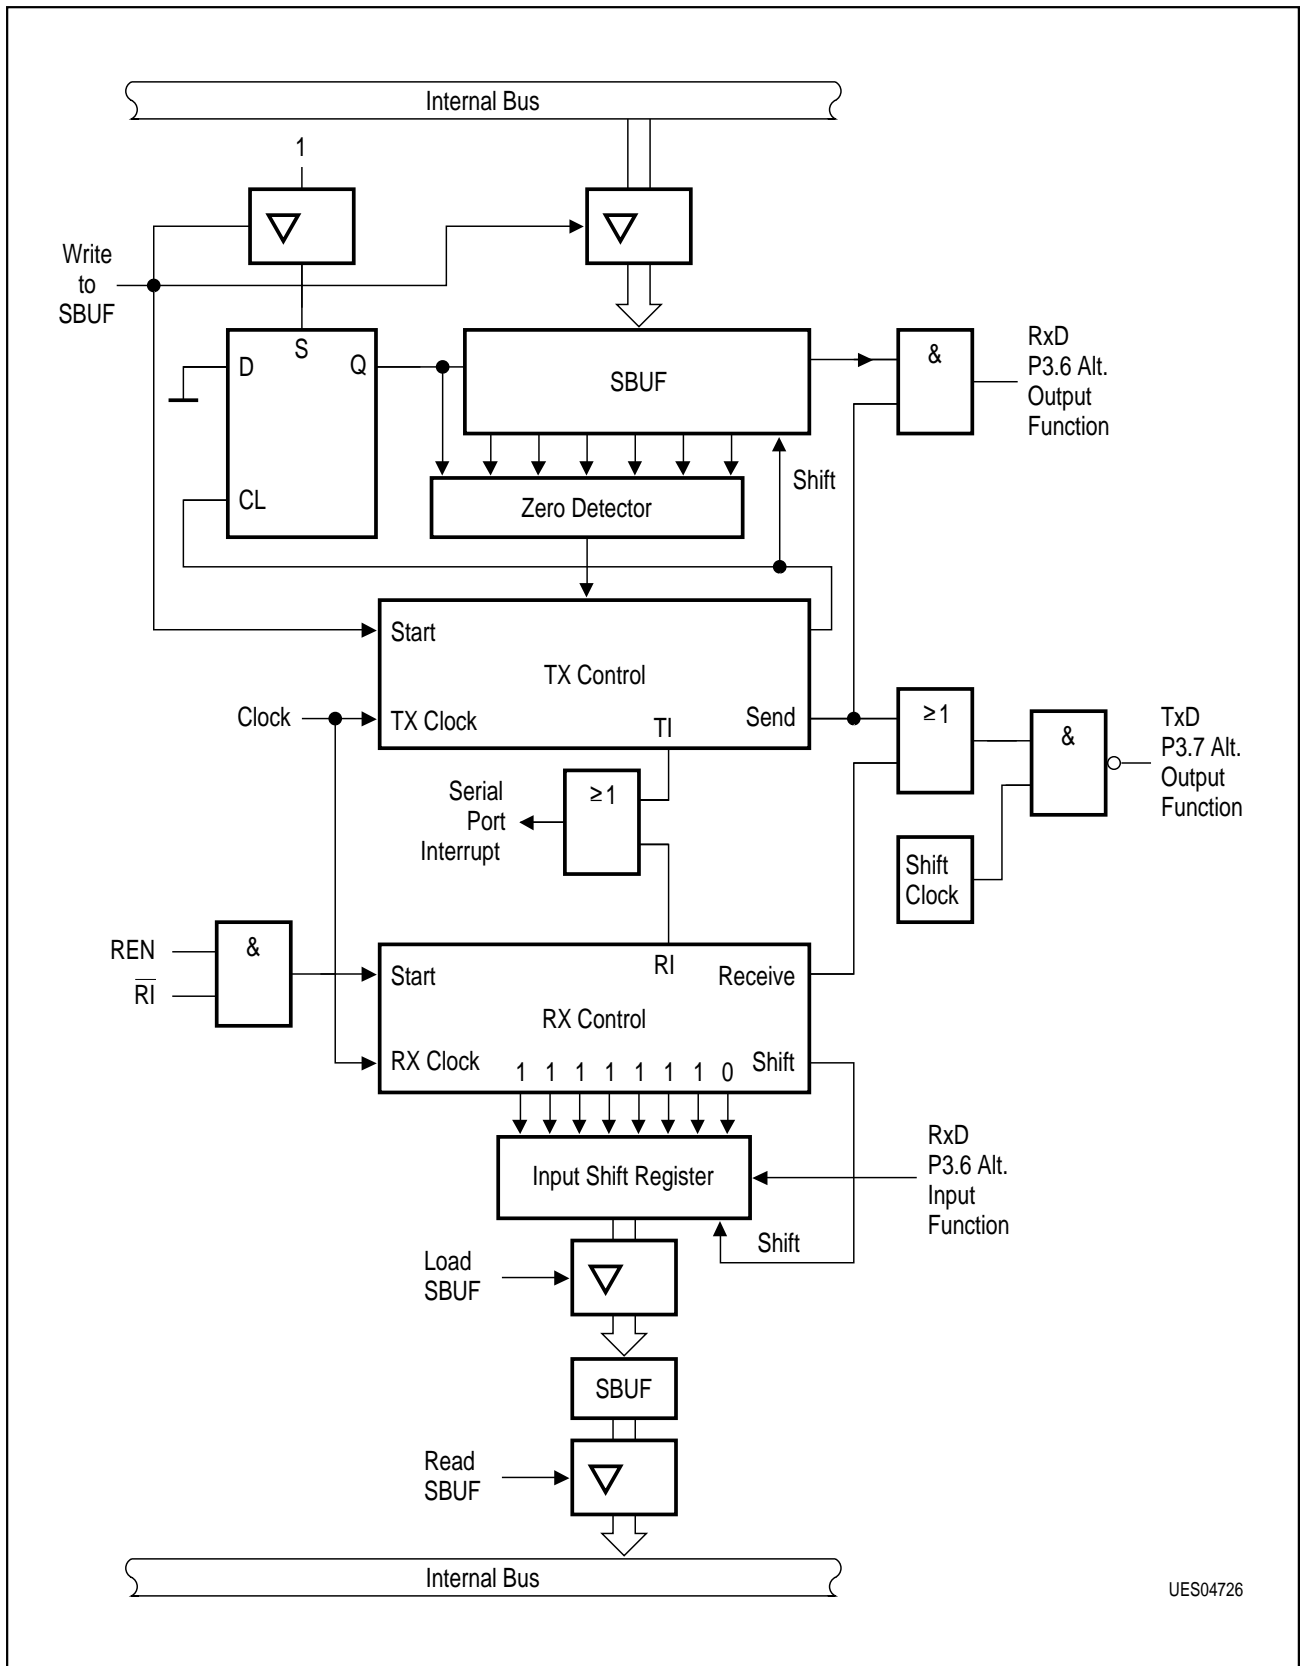 Internal Bus
1
Write
to
SBUF
D
S
Q
CL
SBUF
&
RxD
P3.6 Alt.
Output
Function
Shift
Zero Detector
Start
TX Control
Clock
TX Clock
TI
Send
≥1
&
TxD
P3.7 Alt.
Output
Function
Serial
Port
Interrupt
≥1
Shift
Clock
REN
R̅I̅
&
Start
RI
Receive
RX Control
RX Clock
1 1 1 1 1 1 1 0
Shift
Input Shift Register
RxD
P3.6 Alt.
Input
Function
Shift
Load
SBUF
SBUF
Read
SBUF
Internal Bus
UES04726